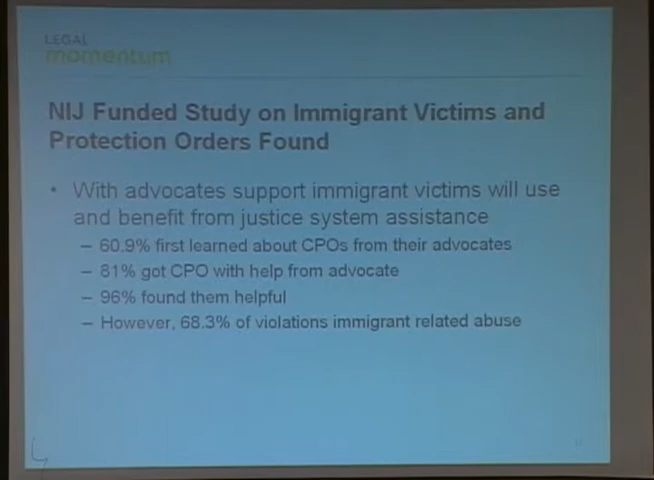 LEGAL
momentum
NIJ Funded Study on Immigrant Victims and
Protection Orders Found
• With advocates support immigrant victims will use
and benefit from justice system assistance
– 60.9% first learned about CPOs from their advocates
– 81% got CPO with help from advocate
– 96% found them helpful
– However, 68.3% of violations immigrant related abuse